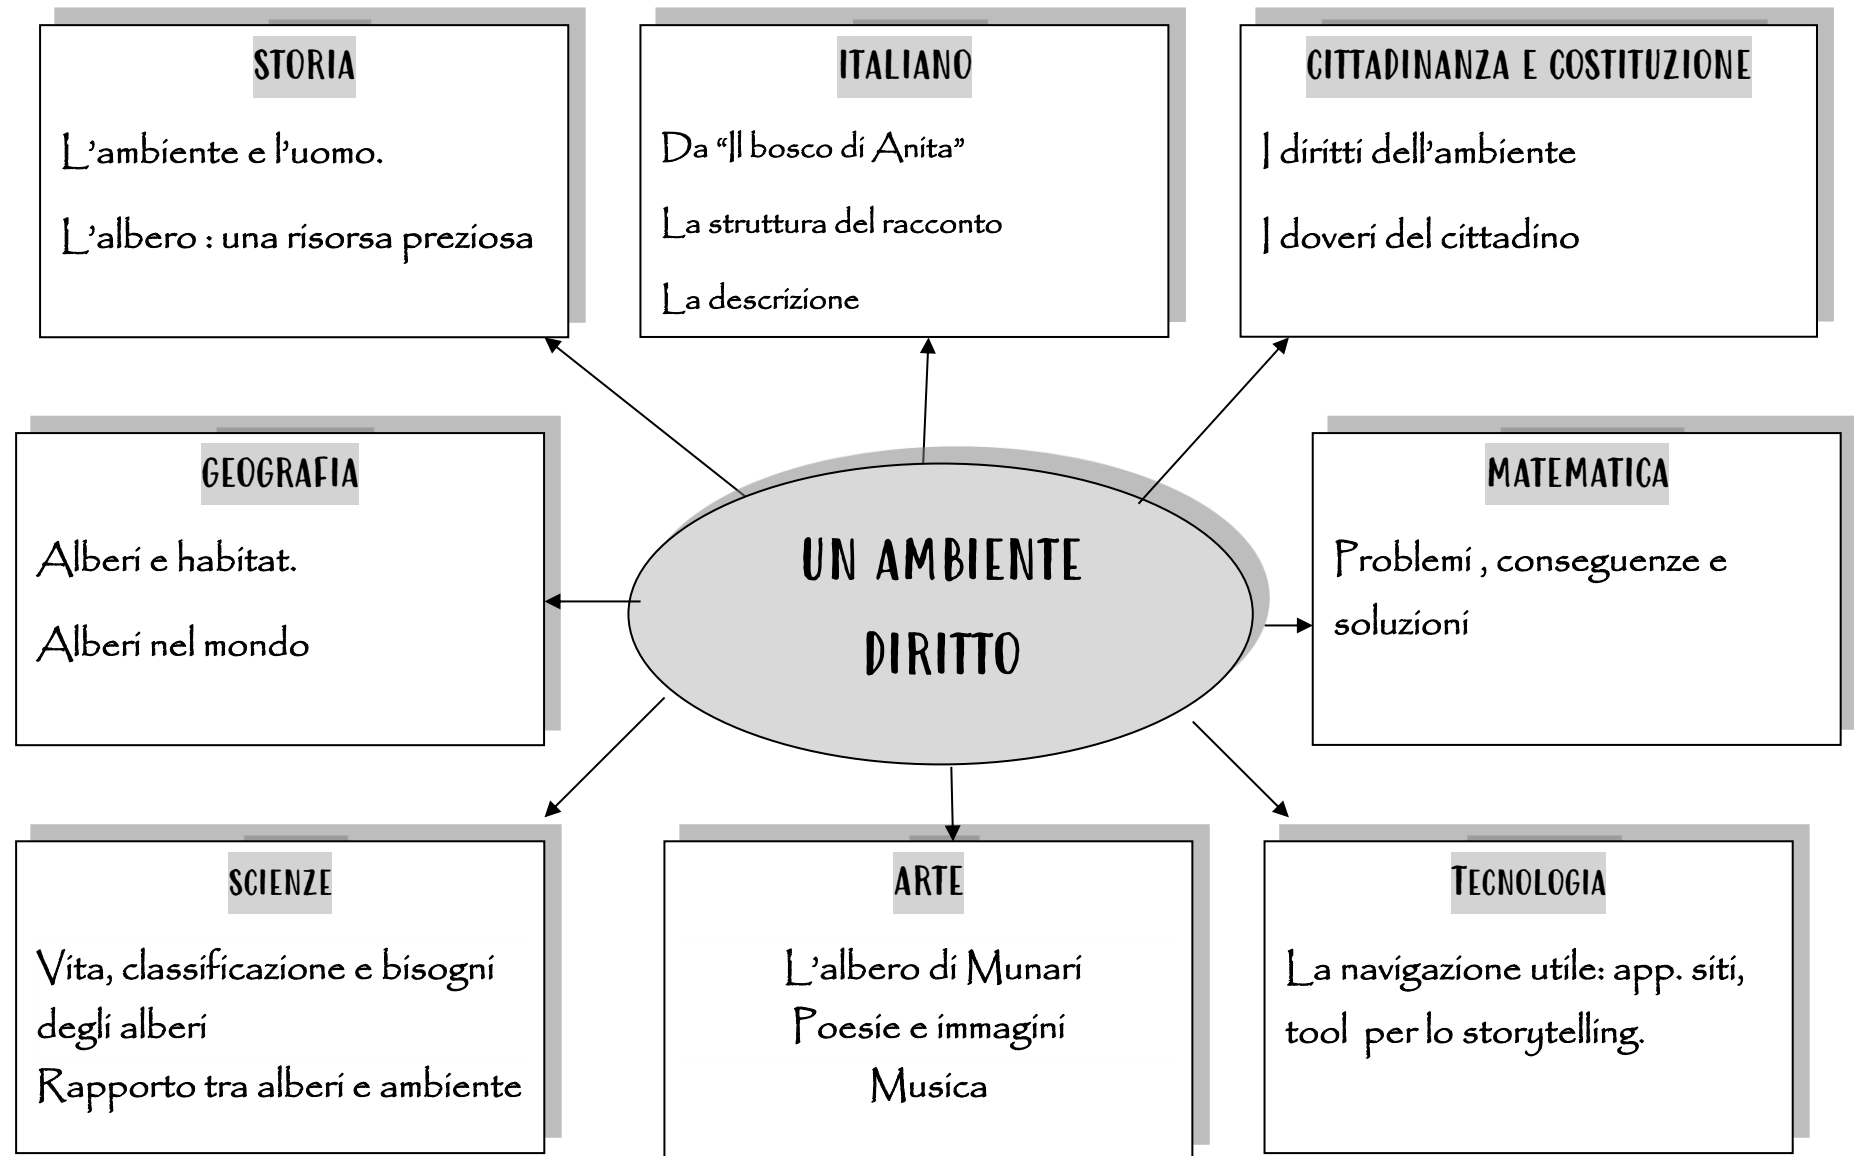 STORIA
L’ambiente e l’uomo.
L’albero : una risorsa preziosa
ITALIANO
Da “Il bosco di Anita”
La struttura del racconto
La descrizione
CITTADINANZA E COSTITUZIONE
I diritti dell’ambiente
I doveri del cittadino
GEOGRAFIA
Alberi e habitat.
Alberi nel mondo
UN AMBIENTE
DIRITTO
MATEMATICA
Problemi , conseguenze e
soluzioni
SCIENZE
Vita, classificazione e bisogni
degli alberi
Rapporto tra alberi e ambiente
ARTE
L’albero di Munari
Poesie e immagini
Musica
TECNOLOGIA
La navigazione utile: app. siti,
tool per lo storytelling.